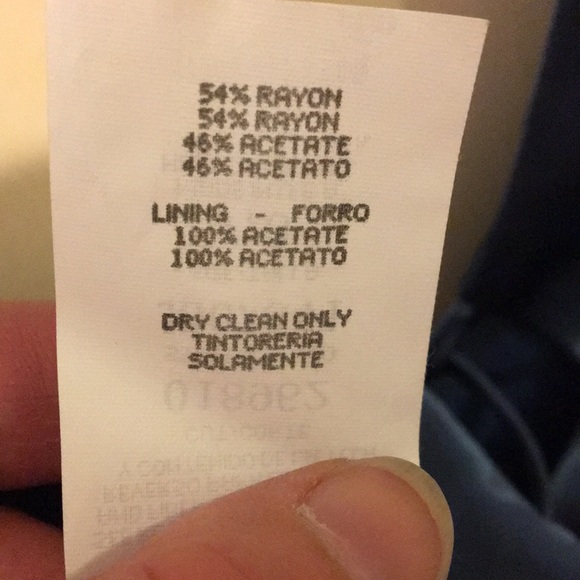 54% RAYON
54% RAYON
46% ACETATE
46% ACETATO
LINING - FORRO
100% ACETATE
100% ACETATO
DRY CLEAN ONLY
TINTORERIA
SOLAMENTE
018962